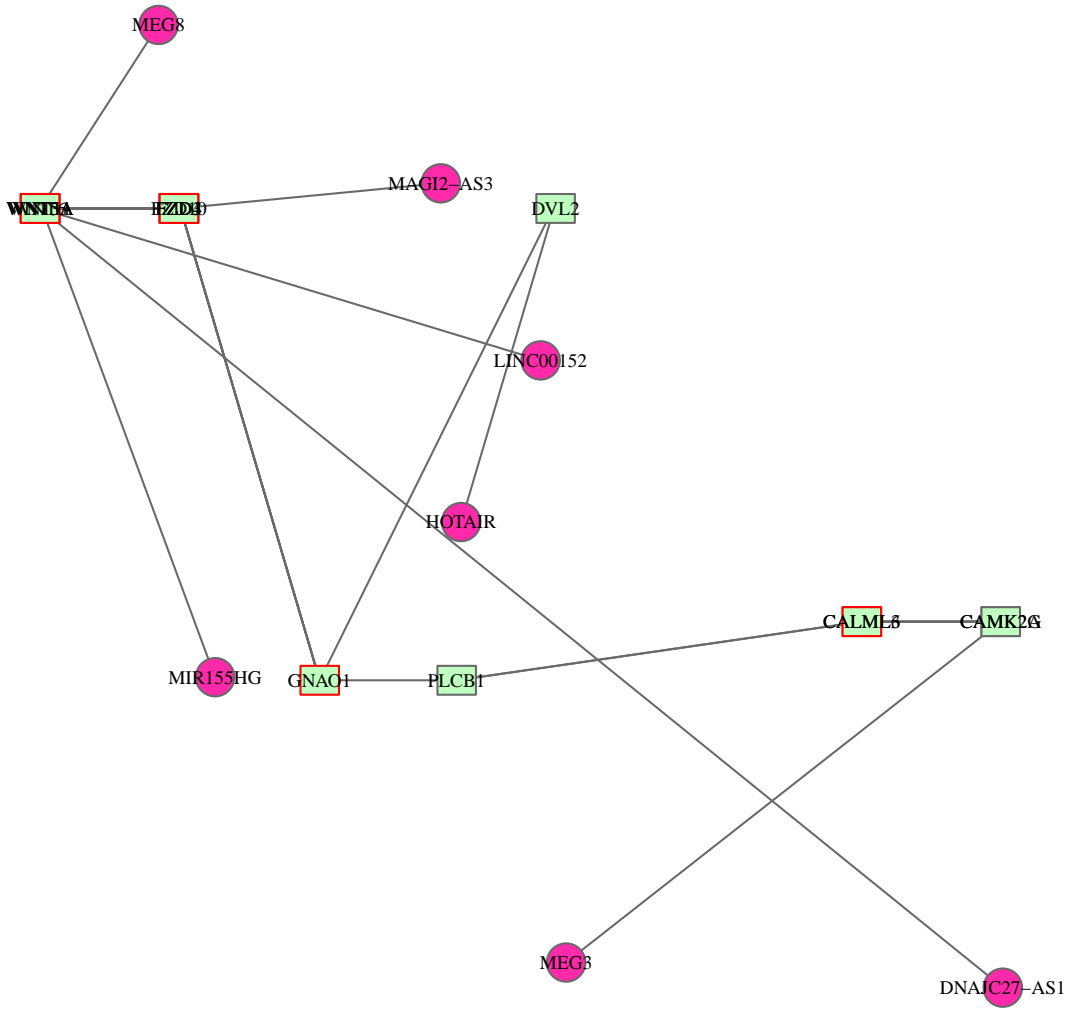 MEG8
MAGI2−AS3
DVL2
LINC00152
HOTAIR
MIR155HG
GNAO1
PLCB1
MEG3
DNAJC27−AS1